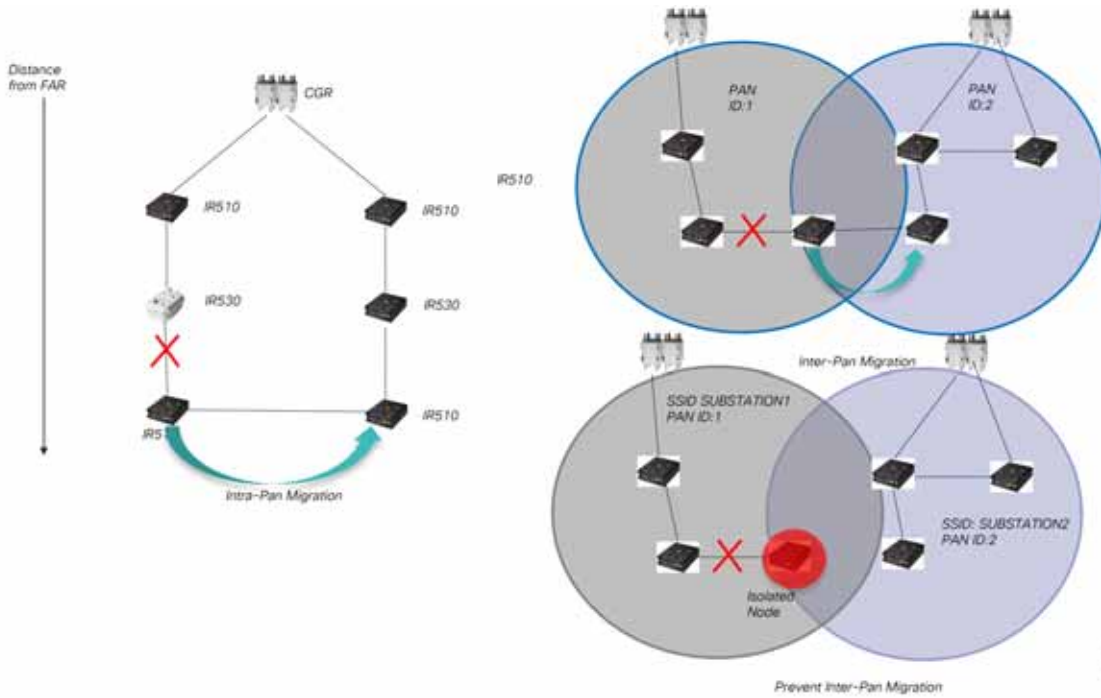 Distance
from FAR
CGR
IR510
IR510
IR530
IR530
IR510
Intra-Pan Migration
IR510
PAN
ID:1
PAN
ID:2
Inter-Pan Migration
SSID SUBSTATION1
PAN ID:1
SSID: SUBSTATION2
PAN ID:2
Isolated
Node
Prevent Inter-Pan Migration